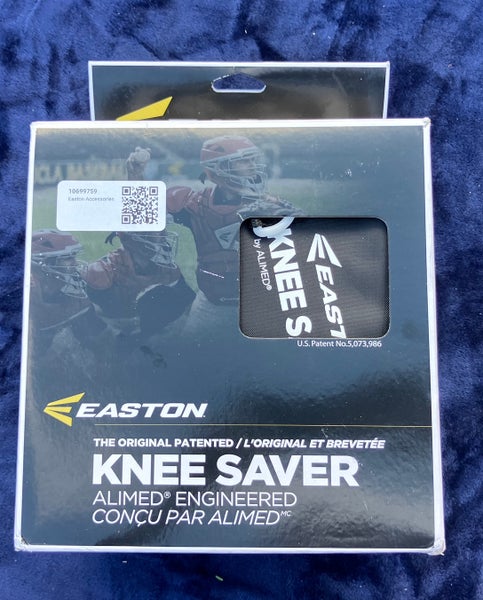 10699759
Easton Accessories
KNEE S
by ALIMED®
EAST
U.S. Patent No.5,073,986
EASTON
THE ORIGINAL PATENTED / L'ORIGINAL ET BREVETÉE
KNEE SAVER
ALIMED® ENGINEERED
CONÇU PAR ALIMED MC